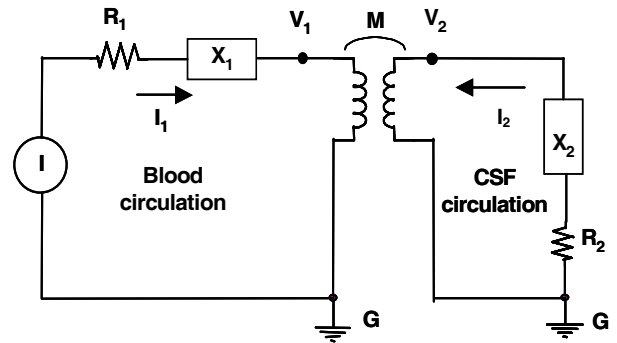 R1
X1
V1
M
V2
I1
I2
I
X2
Blood
circulation
CSF
circulation
R2
G
G